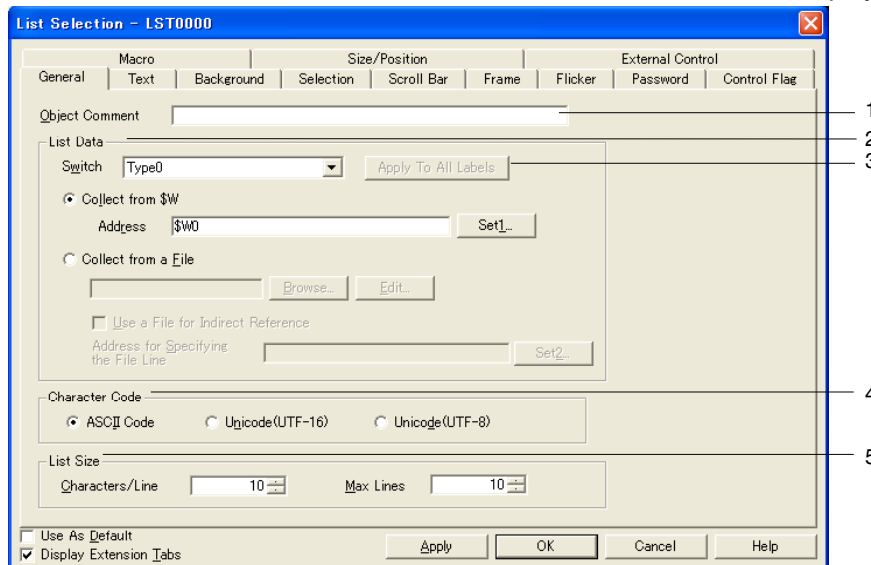 List Selection - LST0000
Macro Size/Position External Control
General Text Background Selection Scroll Bar Frame Flicker Password Control Flag
Object Comment 1
List Data 2
Switch Type0 Apply To All Labels 3
Collect from $W
Address $W0 Set1...
Collect from a File
Browse... Edit...
Use a File for Indirect Reference
Address for Specifying
the File Line Set2...
Character Code 4
ASCII Code Unicode(UTF-16) Unicode(UTF-8)
List Size 5
Characters/Line 10 Max Lines 10
Use As Default
Display Extension Tabs Apply OK Cancel Help